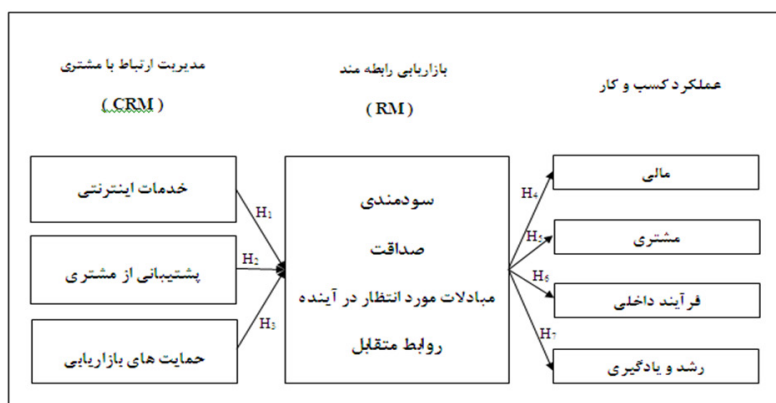 مدیریت ارتباط با مشتری
( CRM )
بازاریابی رابطه مند
( RM )
عملکرد کسب و کار
خدمات اینترنتی
پشتیبانی از مشتری
حمایت های بازاریابی
H1
H2
H3
سودمندی
صداقت
مبادلات مورد انتظار در آینده
روابط متقابل
H4
H5
H6
H7
مالی
مشتری
فرآیند داخلی
رشد و یادگیری